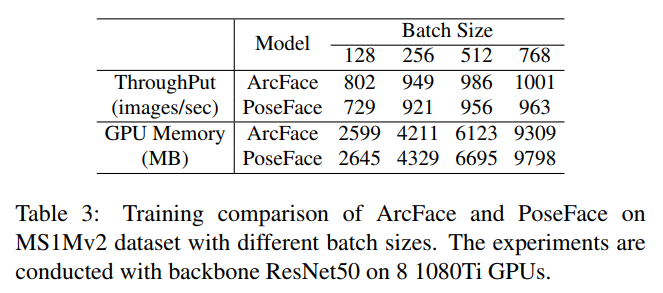 Model Batch Size
128 256 512 768
ThroughPut ArcFace 802 949 986 1001
(images/sec) PoseFace 729 921 956 963
GPU Memory ArcFace 2599 4211 6123 9309
(MB) PoseFace 2645 4329 6695 9798
Table 3: Training comparison of ArcFace and PoseFace on
MS1Mv2 dataset with different batch sizes. The experiments are
conducted with backbone ResNet50 on 8 1080Ti GPUs.